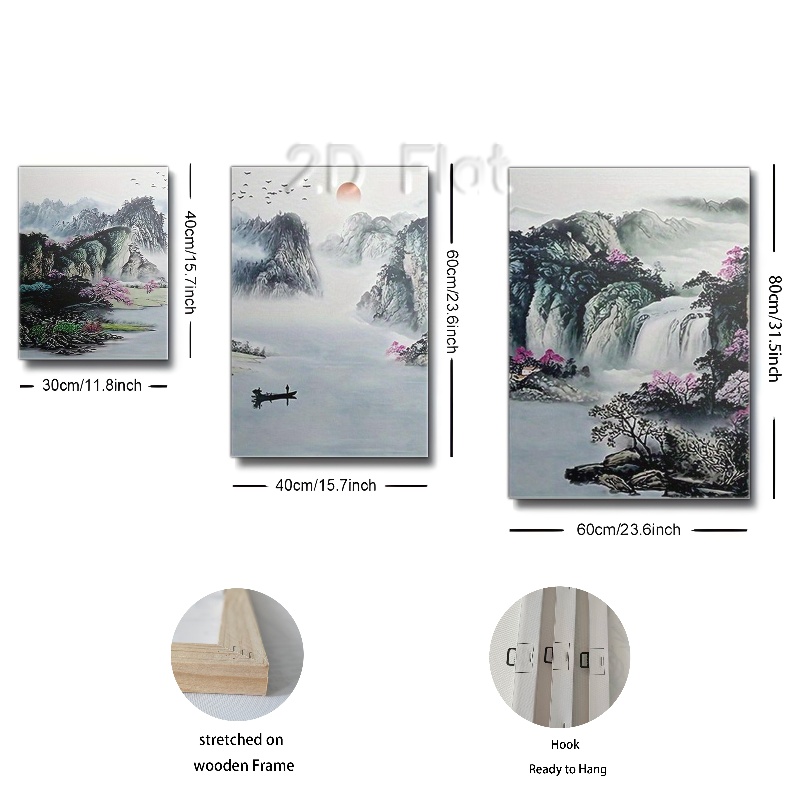 2D Flat
40cm/15.7inch
60cm/23.6inch
80cm/31.5inch
30cm/11.8inch
40cm/15.7inch
60cm/23.6inch
stretched on
wooden Frame
Hook
Ready to Hang